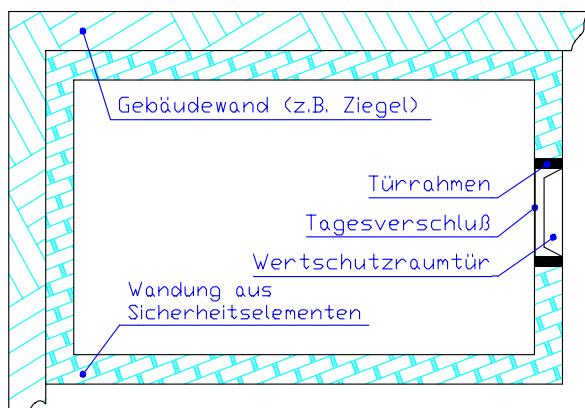 Gebäudewand (z.B. Ziegel)
Türrahmen
Tagesverschluß
Wertschutzraumtür
Wandung aus
Sicherheitselementen